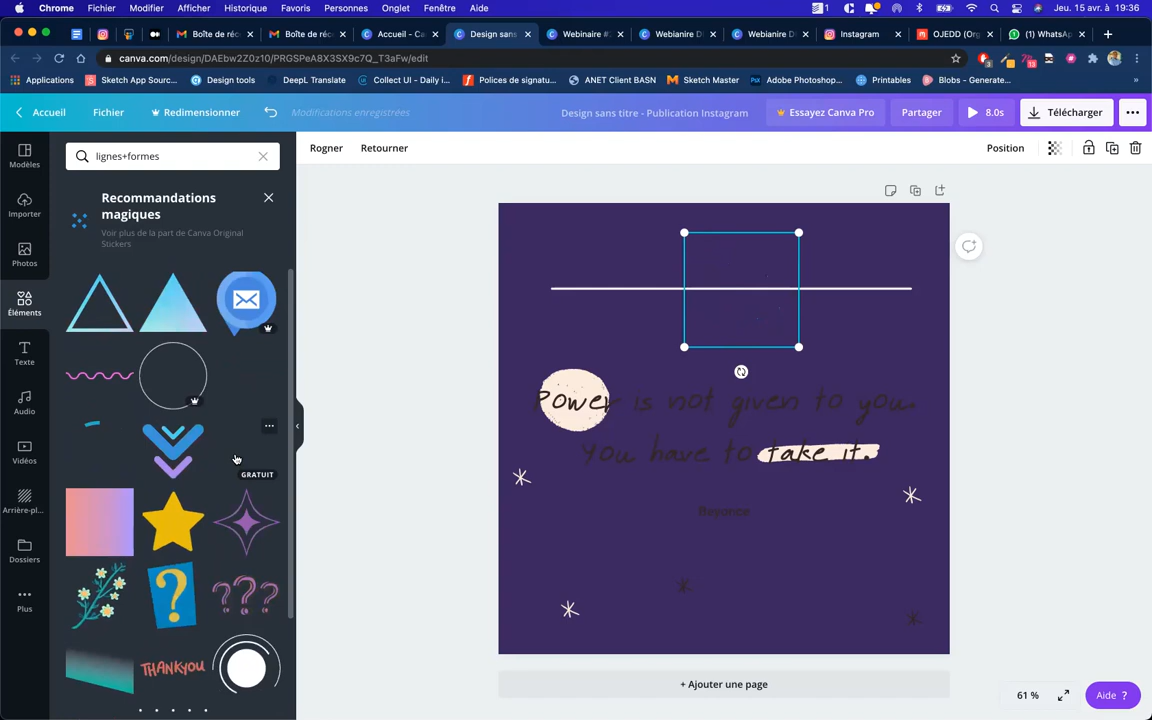 Chrome Fichier Modifier Afficher Historique Favoris Personnes Onglet Fenêtre Aide
1
Jeu. 15 avr. à 19:36
Boîte de réc
Boîte de réc
Accueil - Ca
Design sans
Webinaire #
Webianire D
Webianire D
Instagram
OJEDD (Or
(1) WhatsA
canva.com/design/DAEbw2Z0z10/PRGSPeA8X3SX9c7Q_T3aFw/edit
Applications
Sketch App Sourc...
Design tools
DeepL Translate
Collect UI - Daily i...
Polices de signatu...
ANET Client BASN
Sketch Master
Adobe Photoshop...
Printables
Blobs - Generate...
Accueil
Fichier
Redimensionner
Modifications enregistrées
Design sans titre - Publication Instagram
Essayez Canva Pro
Partager
8.0s
Télécharger
Modèles
Importer
Photos
Éléments
Texte
Audio
Vidéos
Arrière-pl...
Dossiers
Plus
lignes+formes
Recommandations
magiques
Voir plus de la part de Canva Original
Stickers
GRATUIT
?
???
THANKYOU
Rogner
Retourner
Position
Power is not given to you.
You have to take it.
Beyonce
+ Ajouter une page
61 %
Aide ?